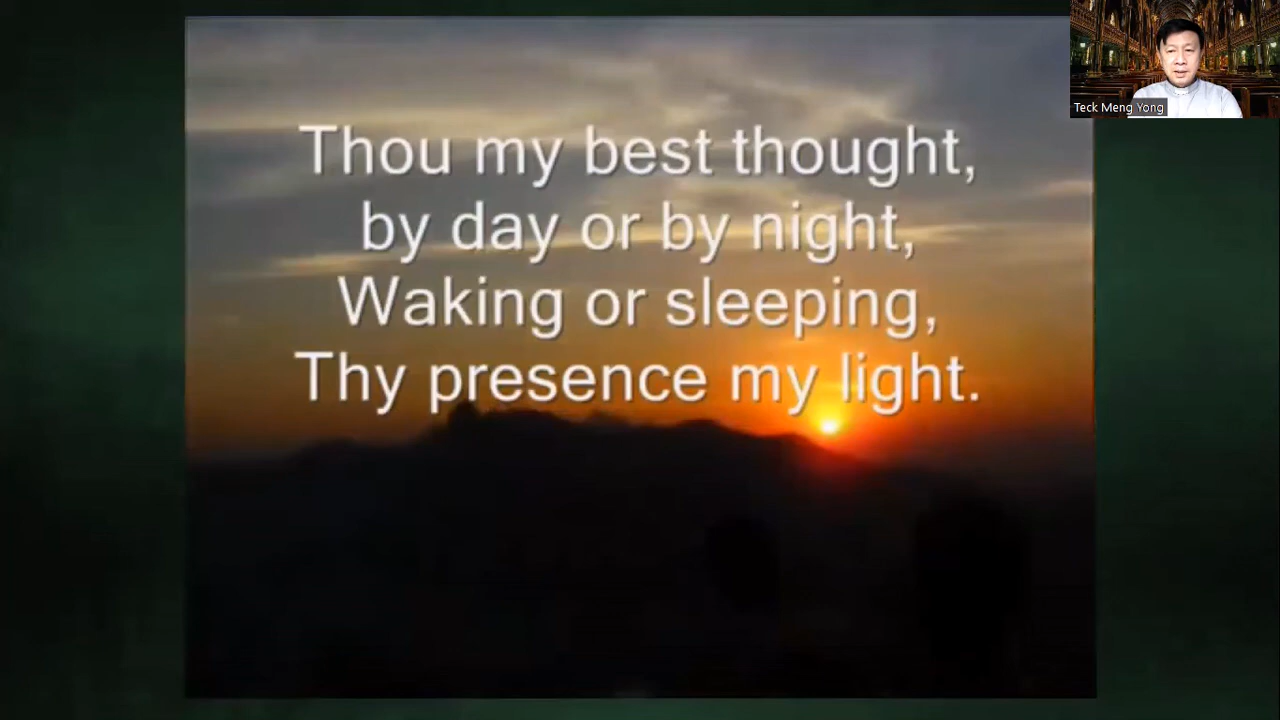 Thou my best thought,
by day or by night,
Waking or sleeping,
Thy presence my light.
Teck Meng Yong